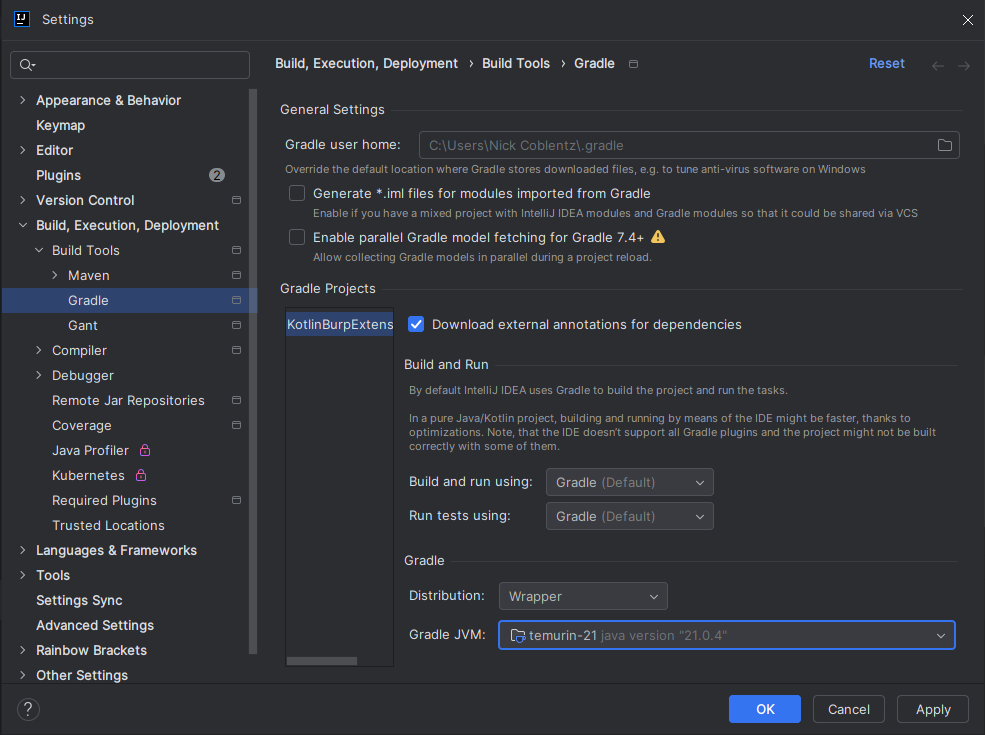 IJ
Settings
Appearance & Behavior
Keymap
Editor
Plugins 2
Version Control
Build, Execution, Deployment
Build Tools
Maven
Gradle
Gant
Compiler
Debugger
Remote Jar Repositories
Coverage
Java Profiler
Kubernetes
Required Plugins
Trusted Locations
Languages & Frameworks
Tools
Settings Sync
Advanced Settings
Rainbow Brackets
Other Settings
Build, Execution, Deployment › Build Tools › Gradle
Reset
General Settings
Gradle user home: C:\Users\Nick Coblentz\.gradle
Override the default location where Gradle stores downloaded files, e.g. to tune anti-virus software on Windows
Generate *.iml files for modules imported from Gradle
Enable if you have a mixed project with IntelliJ IDEA modules and Gradle modules so that it could be shared via VCS
Enable parallel Gradle model fetching for Gradle 7.4+
Allow collecting Gradle models in parallel during a project reload.
Gradle Projects
KotlinBurpExtens
Download external annotations for dependencies
Build and Run
By default IntelliJ IDEA uses Gradle to build the project and run the tasks.
In a pure Java/Kotlin project, building and running by means of the IDE might be faster, thanks to
optimizations. Note, that the IDE doesn't support all Gradle plugins and the project might not be built
correctly with some of them.
Build and run using: Gradle (Default)
Run tests using: Gradle (Default)
Gradle
Distribution: Wrapper
Gradle JVM: temurin-21 java version "21.0.4"
?
OK
Cancel
Apply